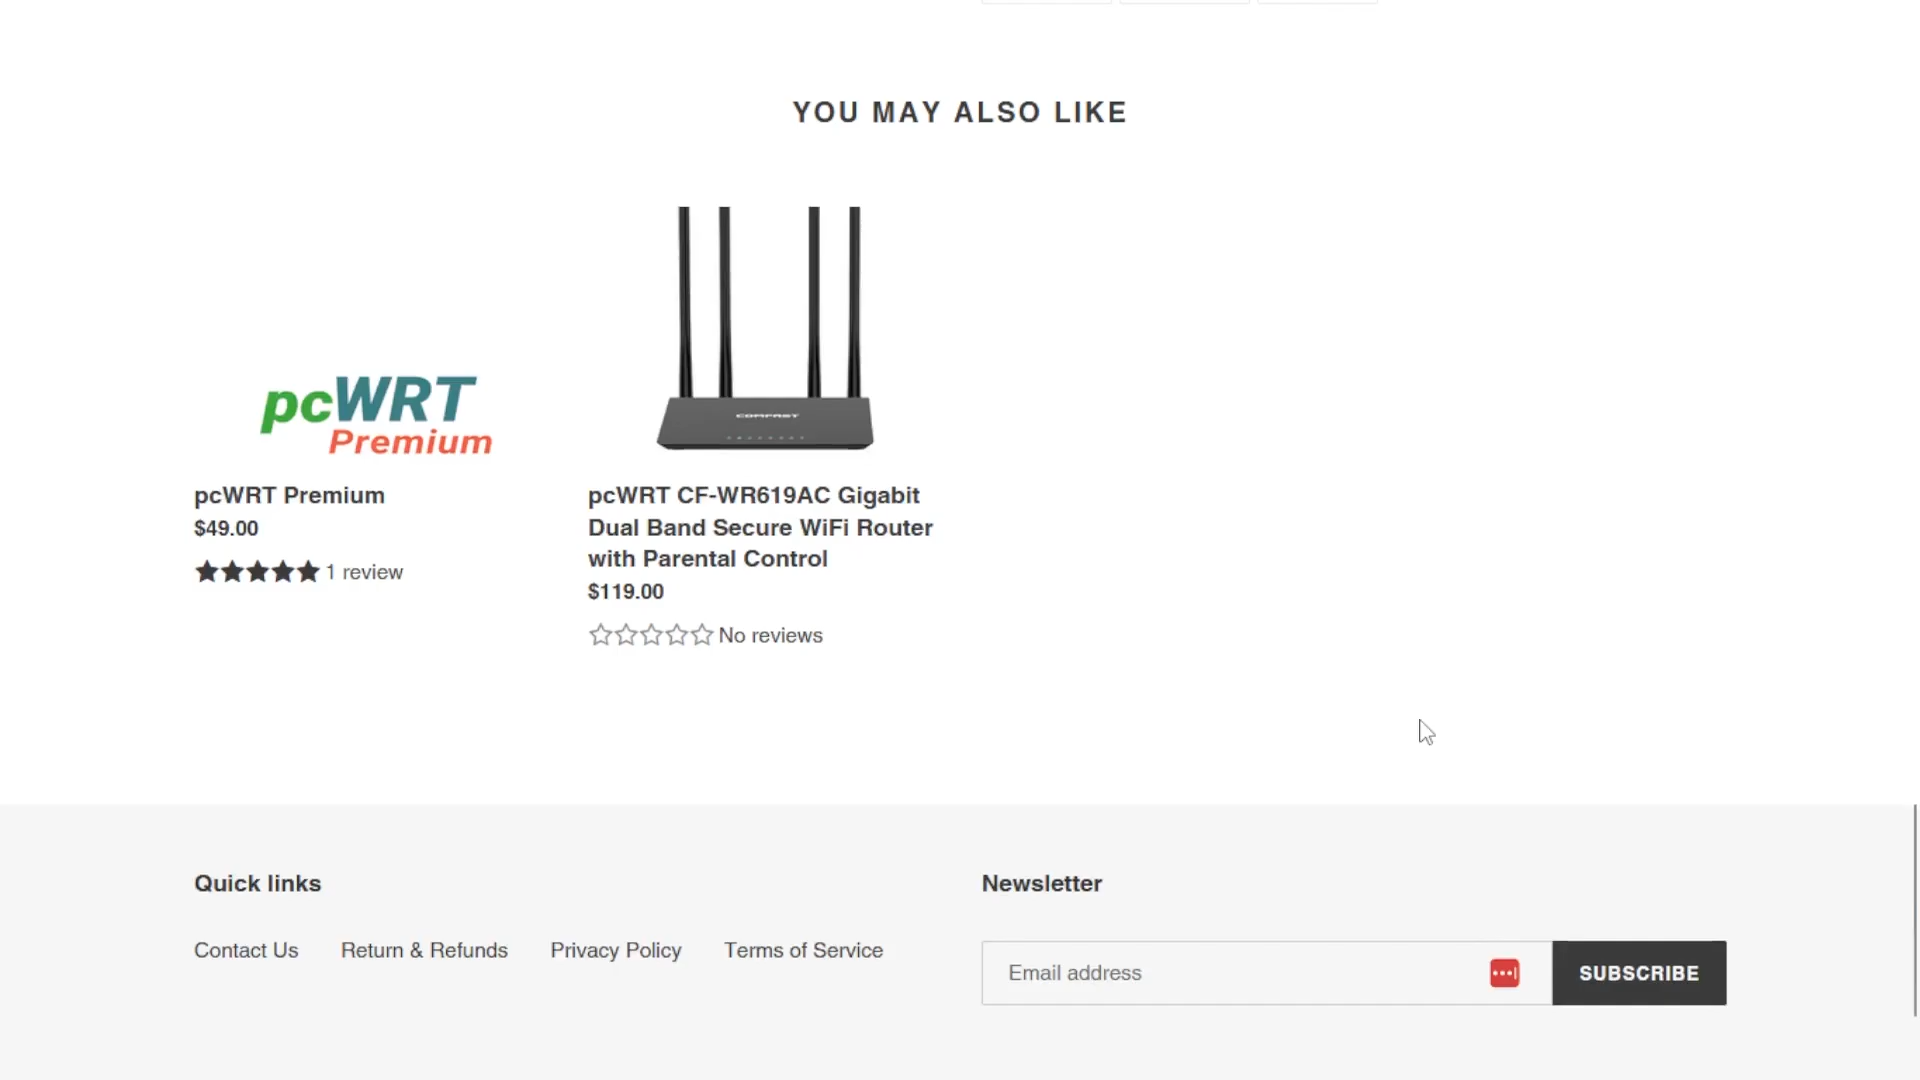 YOU MAY ALSO LIKE
pcWRT
Premium
COMFAST
pcWRT Premium
$49.00
1 review
pcWRT CF-WR619AC Gigabit
Dual Band Secure WiFi Router
with Parental Control
$119.00
No reviews
Quick links
Contact Us
Return & Refunds
Privacy Policy
Terms of Service
Newsletter
Email address
SUBSCRIBE